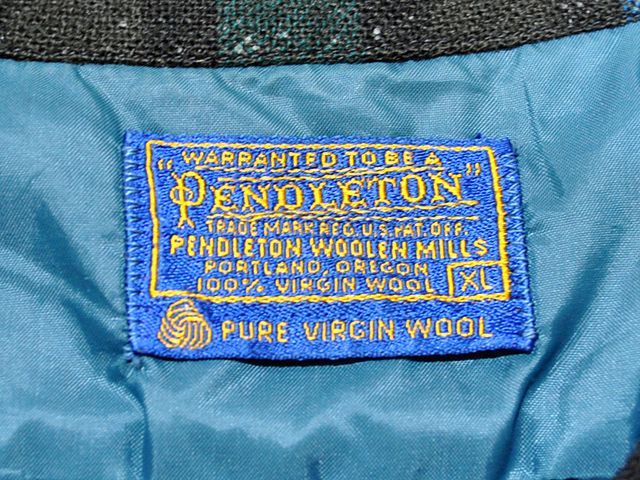 "WARRANTED TO BE A
PENDLETON"
TRADE MARK REG. U.S. PAT. OFF.
PENDLETON WOOLEN MILLS
PORTLAND, OREGON
100% VIRGIN WOOL XL
PURE VIRGIN WOOL